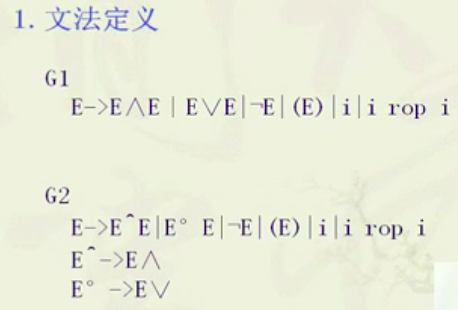 1. 文法定义
G1
E->E∧E | E∨E|¬E|(E)|i|i rop i
G2
E->E^E|E° E|¬E|(E)|i|i rop i
E^->E∧
E° ->E∨